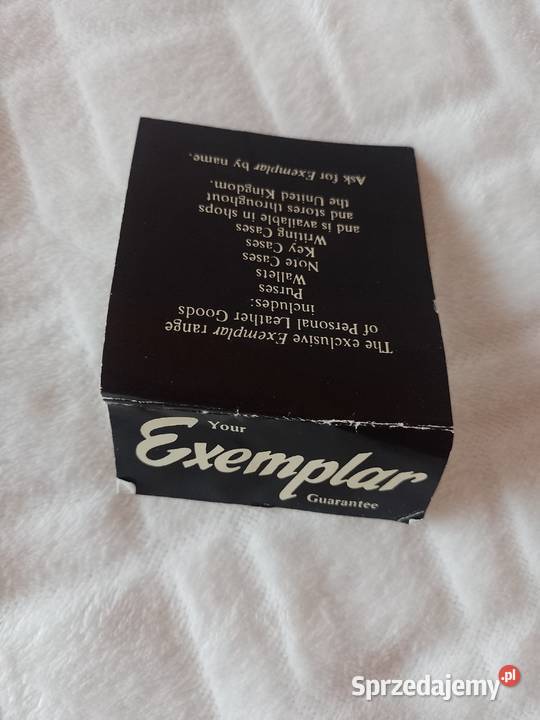 The exclusive Exemplar range
of Personal Leather Goods
includes:
Purses
Wallets
Note Cases
Key Cases
Writing Cases
and is available in shops
and stores throughout
the United Kingdom.
Ask for Exemplar by name.
Your
Exemplar
Guarantee
Sprzedajemy.pl